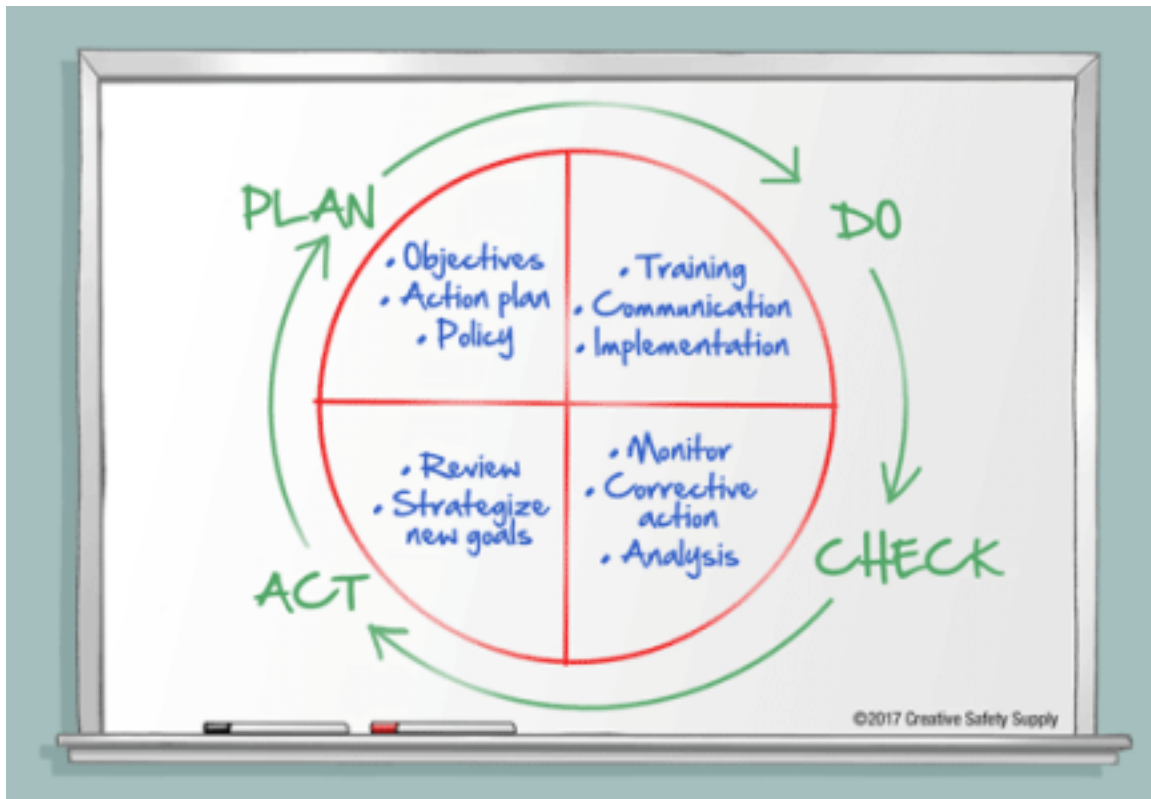 PLAN
• Objectives
• Action plan
• Policy
DO
• Training
• Communication
• Implementation
CHECK
• Monitor
• Corrective
action
• Analysis
ACT
• Review
• Strategize
new goals
©2017 Creative Safety Supply